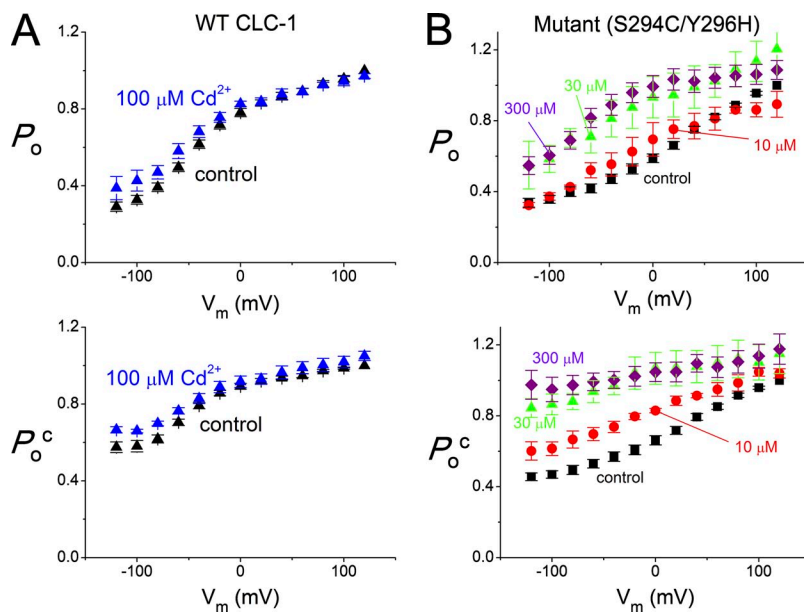 A
WT CLC-1
1.2
0.8
0.4
0.0
Po
100 μM Cd2+
control
-100
0
100
Vm (mV)
B
Mutant (S294C/Y296H)
1.2
0.8
0.4
0.0
Po
30 μM
300 μM
10 μM
control
-100
0
100
Vm (mV)
1.2
0.8
0.4
0.0
Poc
100 μM Cd2+
control
-100
0
100
Vm (mV)
1.2
0.8
0.4
0.0
Poc
300 μM
30 μM
10 μM
control
-100
0
100
Vm (mV)